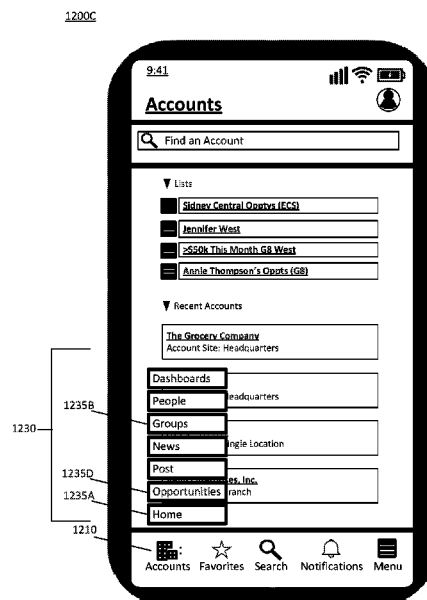 1200C
9:41
Accounts
Find an Account
Lists
Sidney Central Opptys (ECS)
Jennifer West
>$50k This Month G8 West
Annie Thompson's Oppts (G8)
Recent Accounts
The Grocery Company
Account Site: Headquarters
Dashboards
People
eadquarters
1235B
Groups
1230
News
ingle Location
Post
1235D
Inc.
Opportunities
ranch
1235A
Home
1210
Accounts Favorites Search Notifications Menu